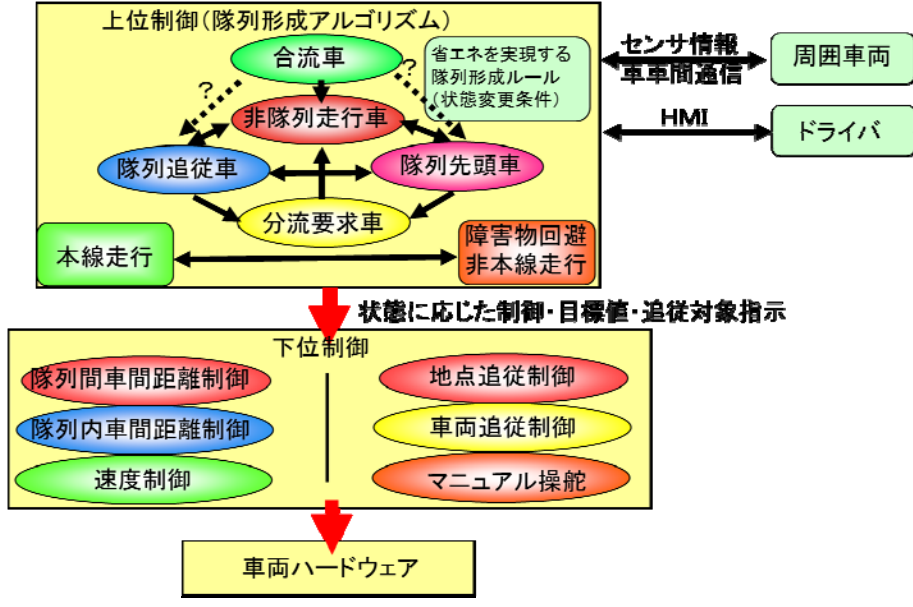 上位制御(隊列形成アルゴリズム)
合流車
省エネを実現する
隊列形成ルール
(状態変更条件)
センサ情報
車車間通信
周囲車両
?
?
非隊列走行車
HMI
ドライバ
隊列追従車
隊列先頭車
分流要求車
本線走行
障害物回避
非本線走行
状態に応じた制御・目標値・追従対象指示
下位制御
隊列間車間距離制御
地点追従制御
隊列内車間距離制御
車両追従制御
速度制御
マニュアル操舵
車両ハードウェア